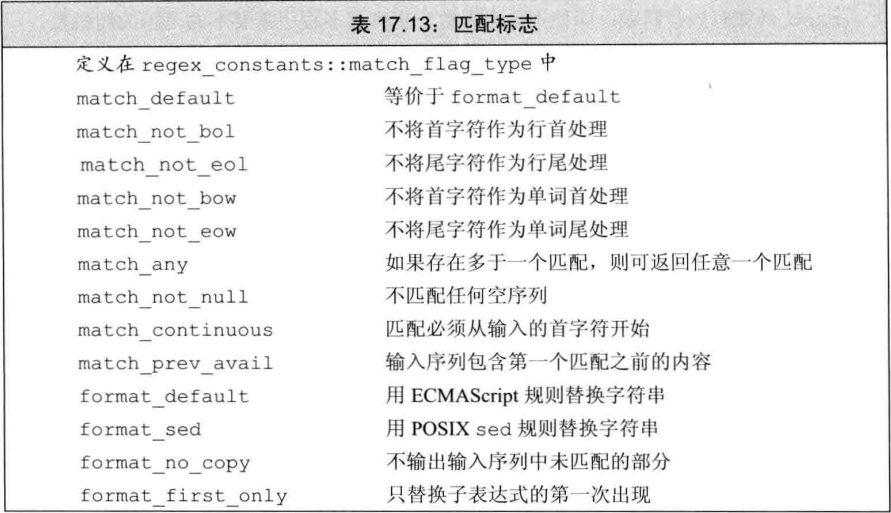 表 17.13：匹配标志
定义在 regex_constants::match_flag_type 中
match_default 等价于 format_default
match_not_bol 不将首字符作为行首处理
match_not_eol 不将尾字符作为行尾处理
match_not_bow 不将首字符作为单词首处理
match_not_eow 不将尾字符作为单词尾处理
match_any 如果存在多于一个匹配，则可返回任意一个匹配
match_not_null 不匹配任何空序列
match_continuous 匹配必须从输入的首字符开始
match_prev_avail 输入序列包含第一个匹配之前的内容
format_default 用 ECMAScript 规则替换字符串
format_sed 用 POSIX sed 规则替换字符串
format_no_copy 不输出输入序列中未匹配的部分
format_first_only 只替换子表达式的第一次出现